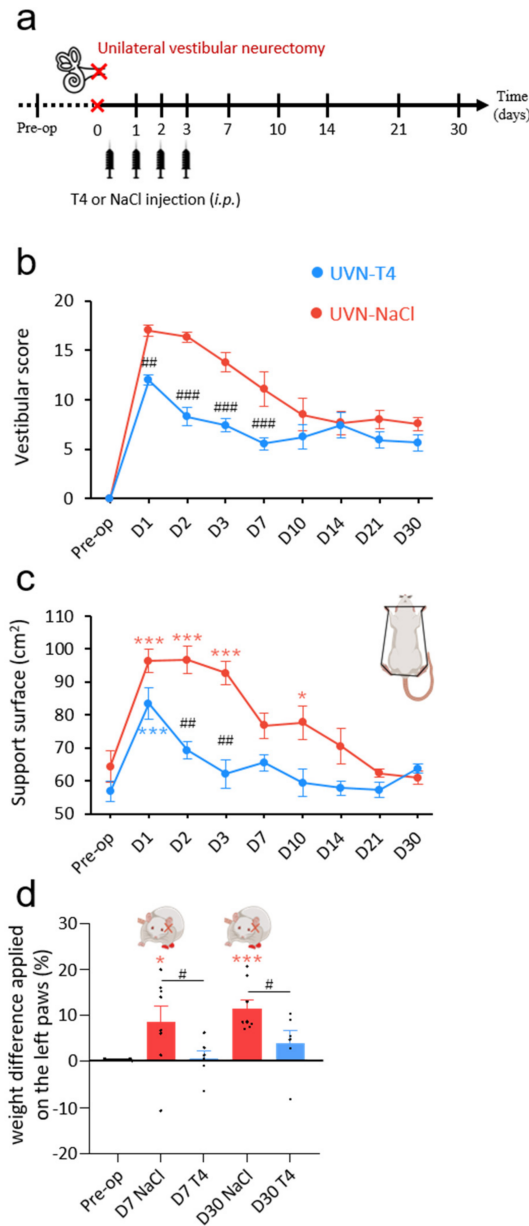 a
Unilateral vestibular neurectomy
Time
(days)
Pre-op 0 1 2 3 7 10 14 21 30
T4 or NaCl injection (i.p.)
b
UVN-T4
UVN-NaCl
Vestibular score
20
15
10
5
0
##
###
###
###
Pre-op D1 D2 D3 D7 D10 D14 D21 D30
c
Support surface (cm²)
110
100
90
80
70
60
50
*** *** ***
*
***
##
##
Pre-op D1 D2 D3 D7 D10 D14 D21 D30
d
weight difference applied
on the left paws (%)
30
20
10
0
-10
-20
* ***
# #
Pre-op D7 NaCl D7 T4 D30 NaCl D30 T4